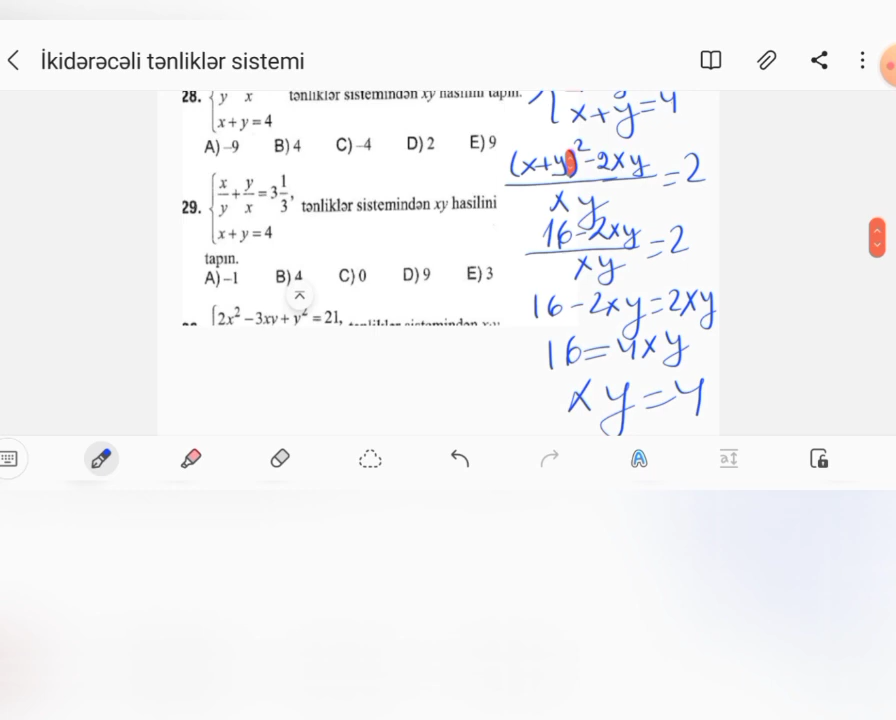 İkidərəcəli tənliklər sistemi
28. { y x tənliklər sistemindən xy hasilini tapın.
x + y = 4
A) –9 B) 4 C) –4 D) 2 E) 9
29. { x/y + y/x = 3 1/3, tənliklər sistemindən xy hasilini
x + y = 4
tapın.
A) –1 B) 4 C) 0 D) 9 E) 3
{ 2x² – 3xy + y² = 21,
x+y=4
(x+y)²-2xy / xy = 2
16-2xy / xy = 2
16-2xy=2xy
16=4xy
xy=4